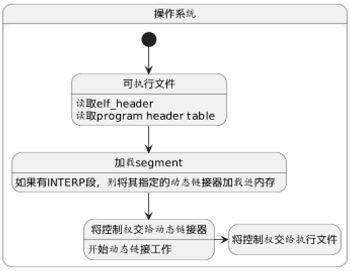 操作系统
可执行文件
读取elf_header
读取program header table
加载segment
如果有INTERP段，则将其指定的动态链接器加载进内存
将控制权交给动态链接器
开始动态链接工作
将控制权交给执行文件